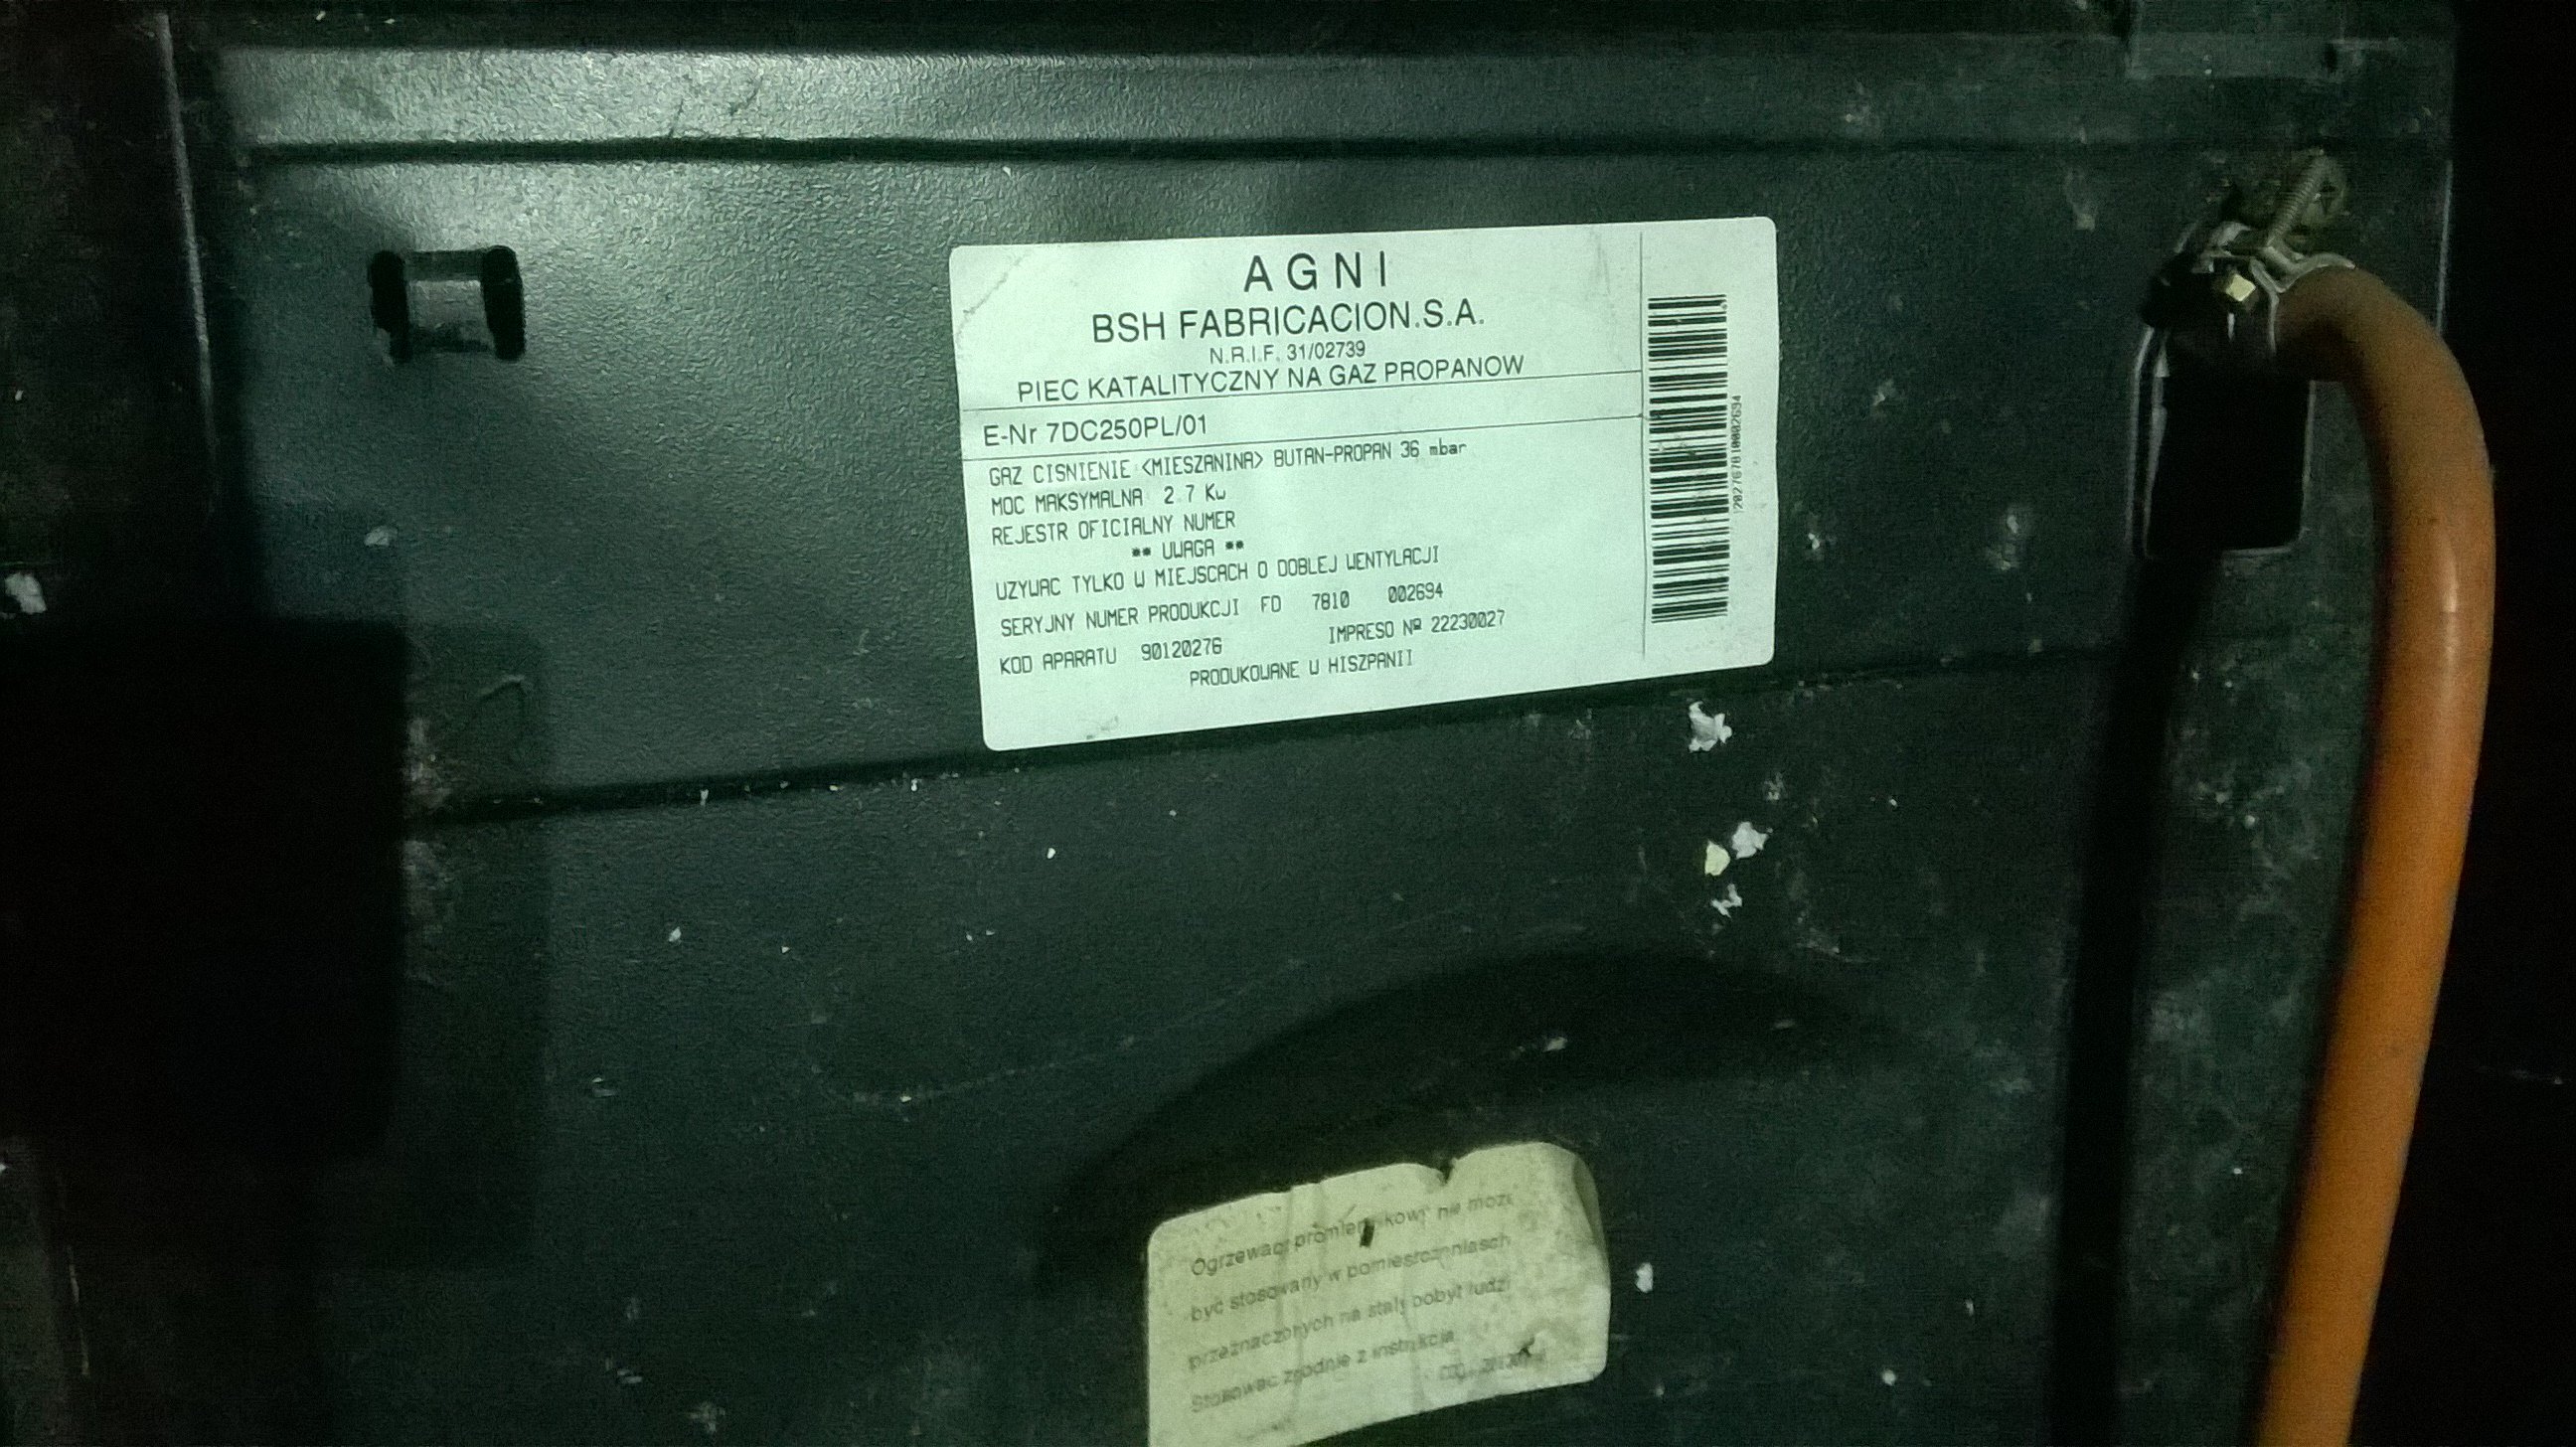 AGNI
BSH FABRICACION.S.A.
N.R.I.F. 31/02739
PIEC KATALITYCZNY NA GAZ PROPANOW
E-Nr 7DC250PL/01
GAZ CISNIENIE <MIESZANINA> BUTAN-PROPAN 36 mbar
MOC MAKSYMALNA 2.7 Kw
REJESTR OFICIALNY NUMER
** UWAGA **
UZYWAC TYLKO W MIEJSCACH O DOBLEJ WENTYLACJI
SERYJNY NUMER PRODUKCJI FD 7810 002694
KOD APARATU 90120276 IMPRESO Nº 22230027
PRODUKOWANE W HISZPANII
Ogrzewacz promiennikowy nie może
być stosowany w pomieszczeniach
przeznaczonych na stały pobyt ludzi
Stosować zgodnie z instrukcją